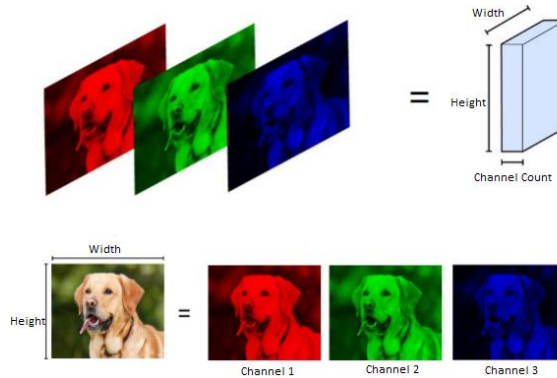 Width
=
Height
Channel Count
Width
Height
=
Channel 1
Channel 2
Channel 3